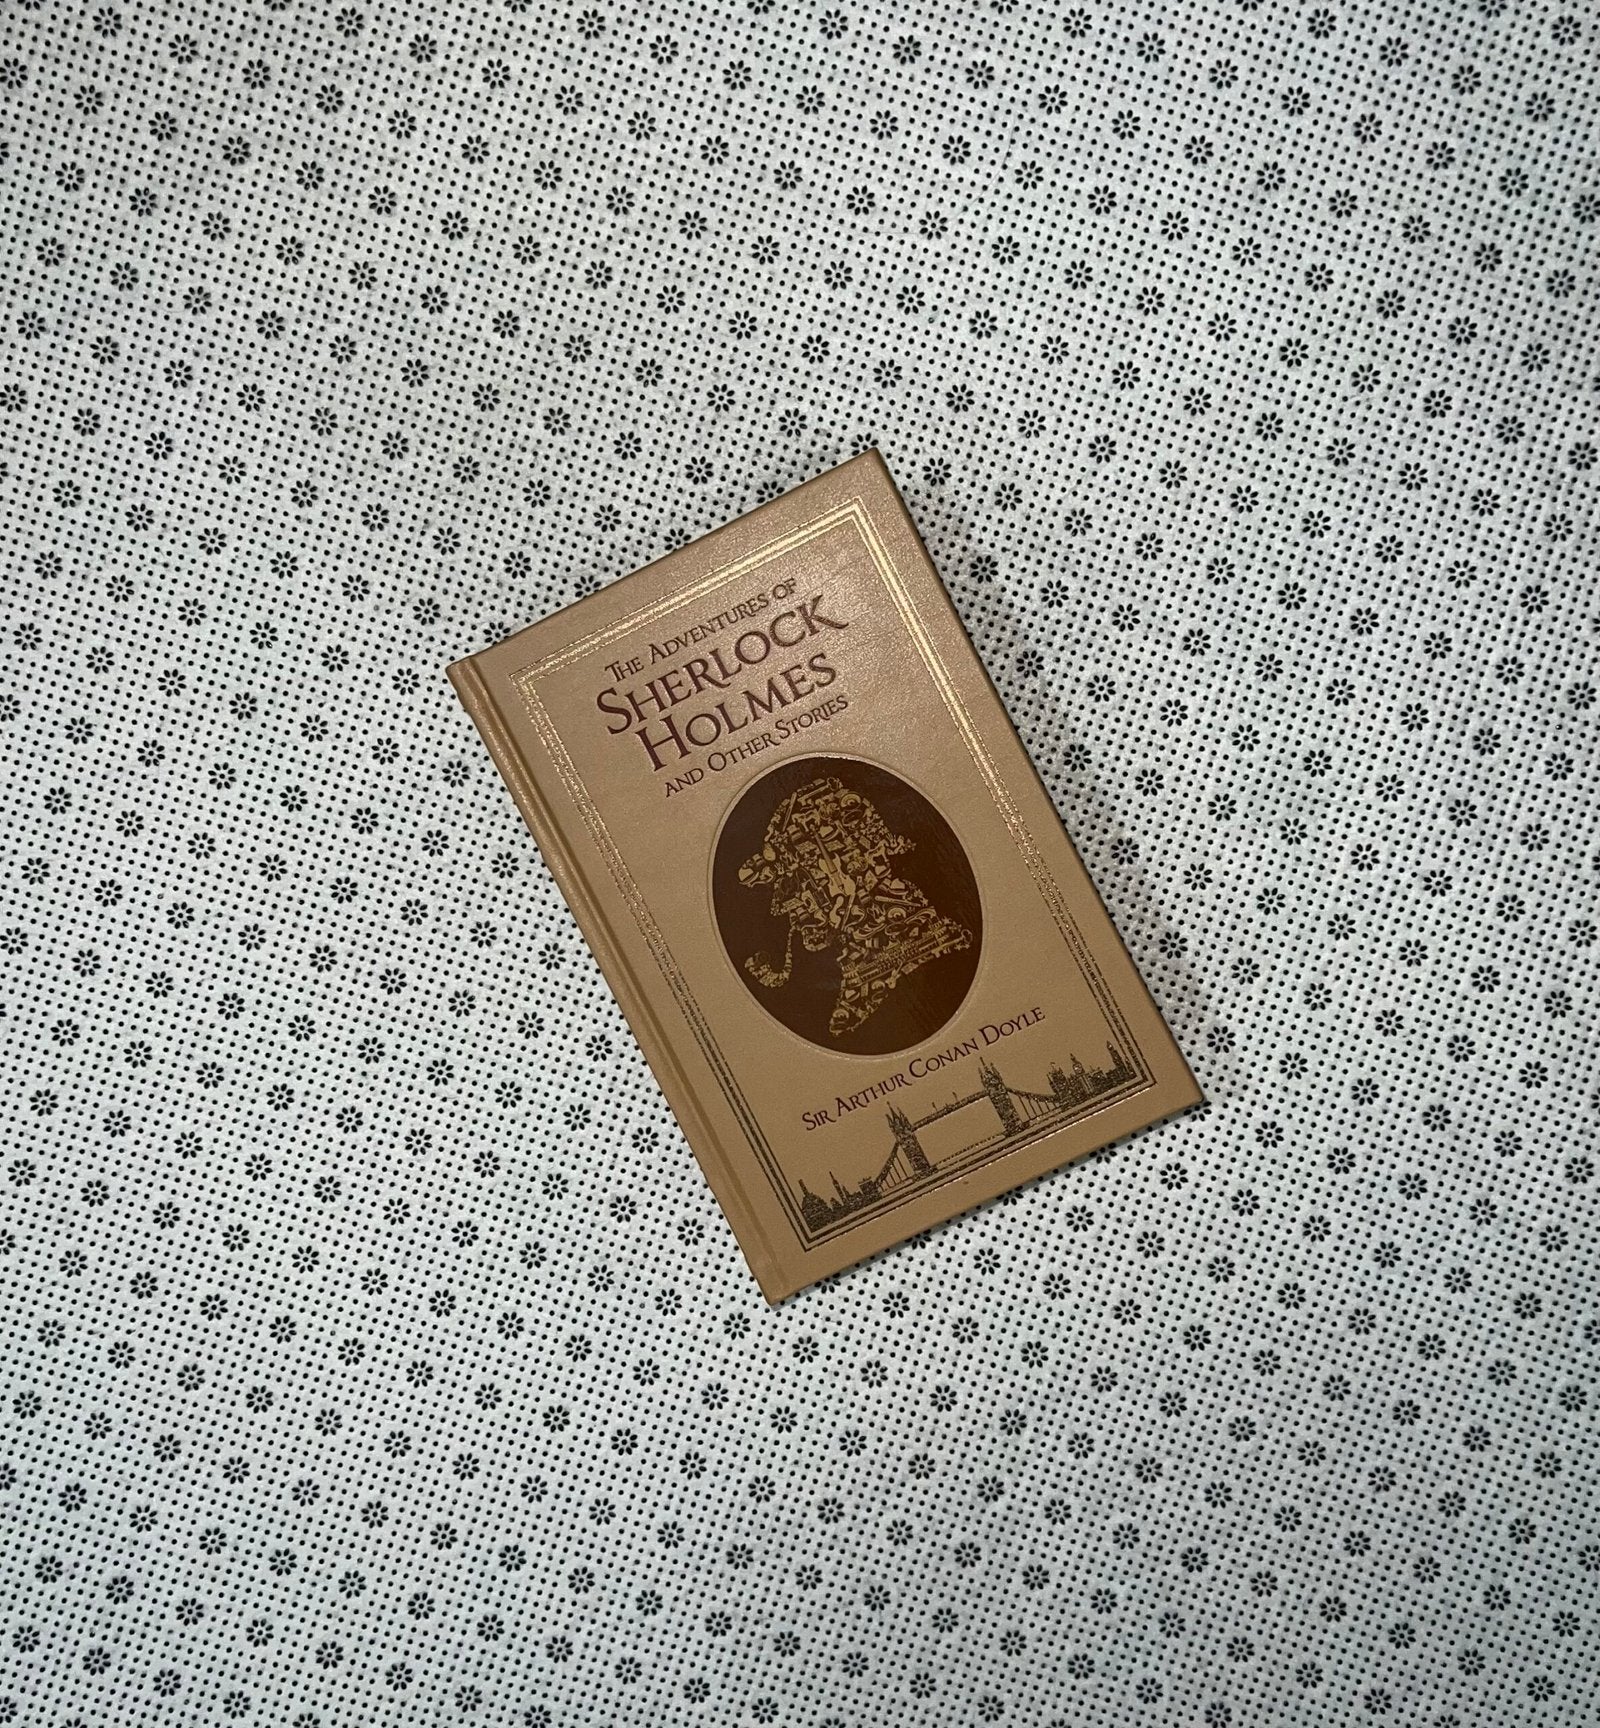 The Adventures of
Sherlock
Holmes
and Other Stories
Sir Arthur Conan Doyle